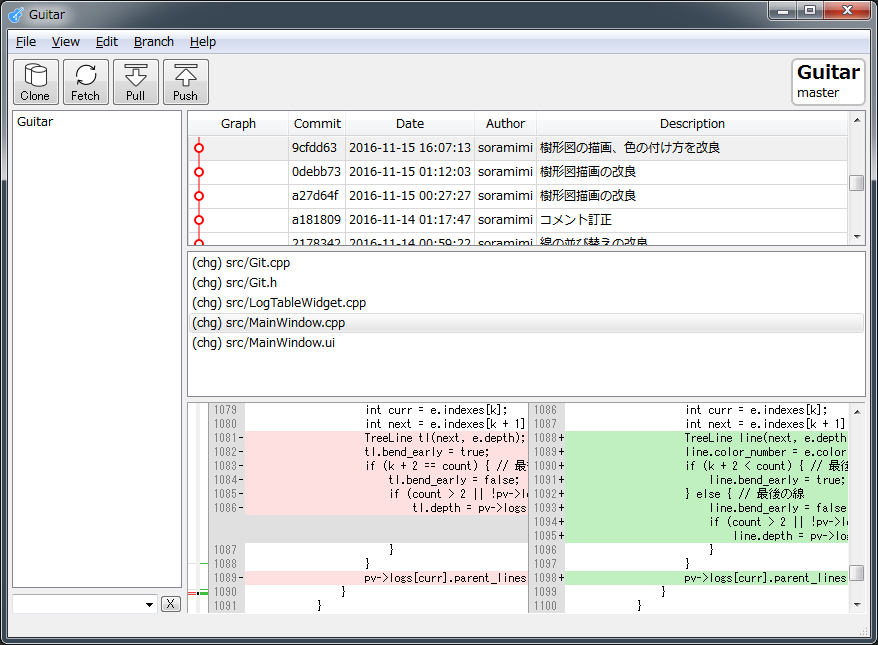 Guitar
File View Edit Branch Help
Clone Fetch Pull Push
Guitar
master
Guitar
Graph Commit Date Author Description
9cfdd63 2016-11-15 16:07:13 soramimi 樹形図の描画、色の付け方を改良
0debb73 2016-11-15 01:12:03 soramimi 樹形図描画の改良
a27d64f 2016-11-15 00:27:27 soramimi 樹形図描画の改良
a181809 2016-11-14 01:17:47 soramimi コメント訂正
2178342 2016-11-14 00:59:22 soramimi 線の並び替えの改良
(chg) src/Git.cpp
(chg) src/Git.h
(chg) src/LogTableWidget.cpp
(chg) src/MainWindow.cpp
(chg) src/MainWindow.ui
1079 int curr = e.indexes[k];
1080 int next = e.indexes[k + 1]
1081- TreeLine tl(next, e.depth);
1082- tl.bend_early = true;
1083- if (k + 2 == count) { // 最
1084- tl.bend_early = false;
1085- if (count > 2 || !pv->l
1086- tl.depth = pv->logs
1087 }
1088 }
1089- pv->logs[curr].parent_lines
1090 }
1091 }
1086 int curr = e.indexes[k];
1087 int next = e.indexes[k + 1]
1088+ TreeLine line(next, e.depth
1089+ line.color_number = e.color
1090+ if (k + 2 < count) { // 最後
1091+ line.bend_early = true;
1092+ } else { // 最後の線
1093+ line.bend_early = false
1094+ if (count > 2 || !pv->l
1095+ line.depth = pv->log
1096 }
1097 }
1098+ pv->logs[curr].parent_lines
1099 }
1100 }
X